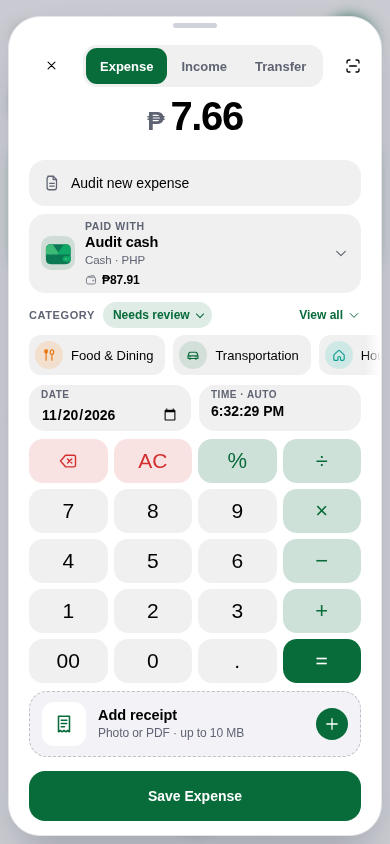 × Expense Income Transfer
₱ 7.66
Audit new expense
PAID WITH
Audit cash
Cash · PHP
₱87.91
CATEGORY Needs review View all
Food & Dining Transportation
DATE TIME · AUTO
11/20/2026 6:32:29 PM
AC % ÷
7 8 9 ×
4 5 6 −
1 2 3 +
00 0 . =
Add receipt
Photo or PDF · up to 10 MB
Save Expense